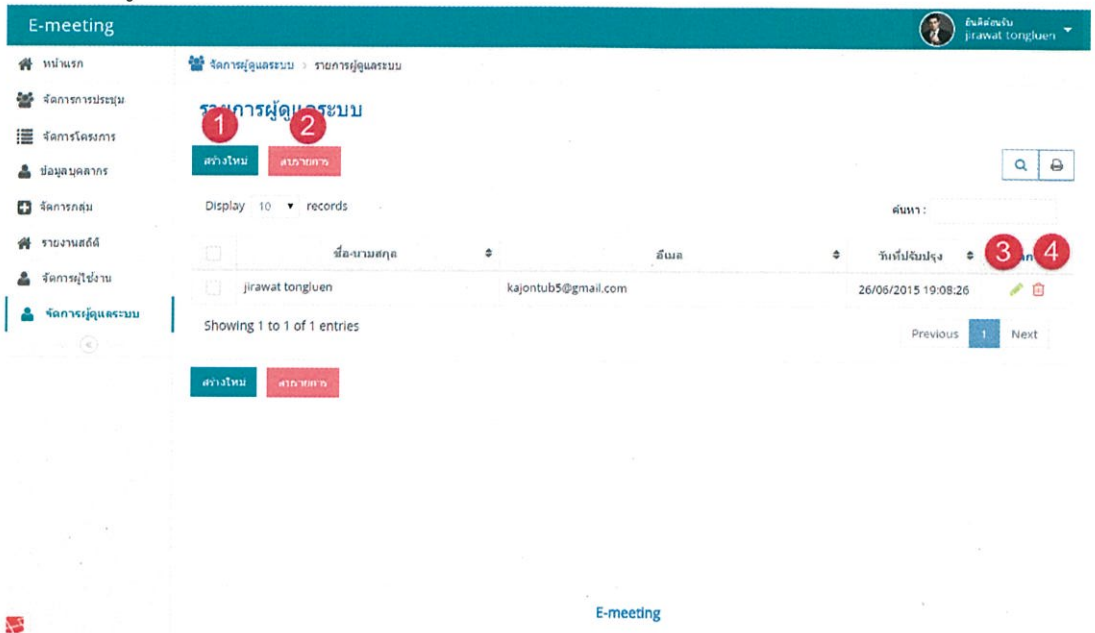 E-meeting
ยินดีต้อนรับ
jirawat tongluen
หน้าแรก
จัดการการประชุม
จัดการโครงการ
ข้อมูลบุคลากร
จัดการกลุ่ม
รายงานสถิติ
จัดการผู้ใช้งาน
จัดการผู้ดูแลระบบ
จัดการผู้ดูแลระบบ > รายการผู้ดูแลระบบ
รายการผู้ดูแลระบบ
1 2
สร้างใหม่ ลบรายการ
Display 10 records
ค้นหา :
ชื่อ-นามสกุล อีเมล วันที่ปรับปรุง 3 4
jirawat tongluen kajontub5@gmail.com 26/06/2015 19:08:26
Showing 1 to 1 of 1 entries
Previous 1 Next
สร้างใหม่ ลบรายการ
E-meeting